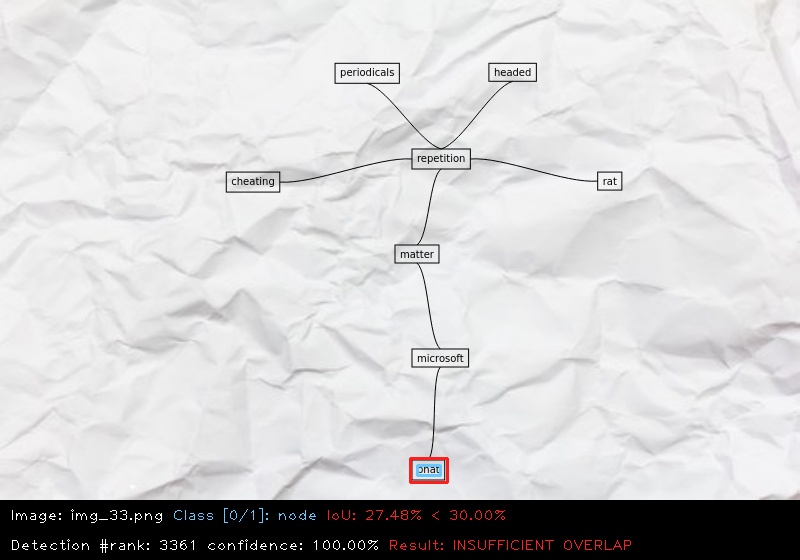 periodicals
headed
repetition
cheating
rat
matter
microsoft
Image: img_33.png Class [0/1]: node IoU: 27.48% < 30.00%
Detection #rank: 3361 confidence: 100.00% Result: INSUFFICIENT OVERLAP